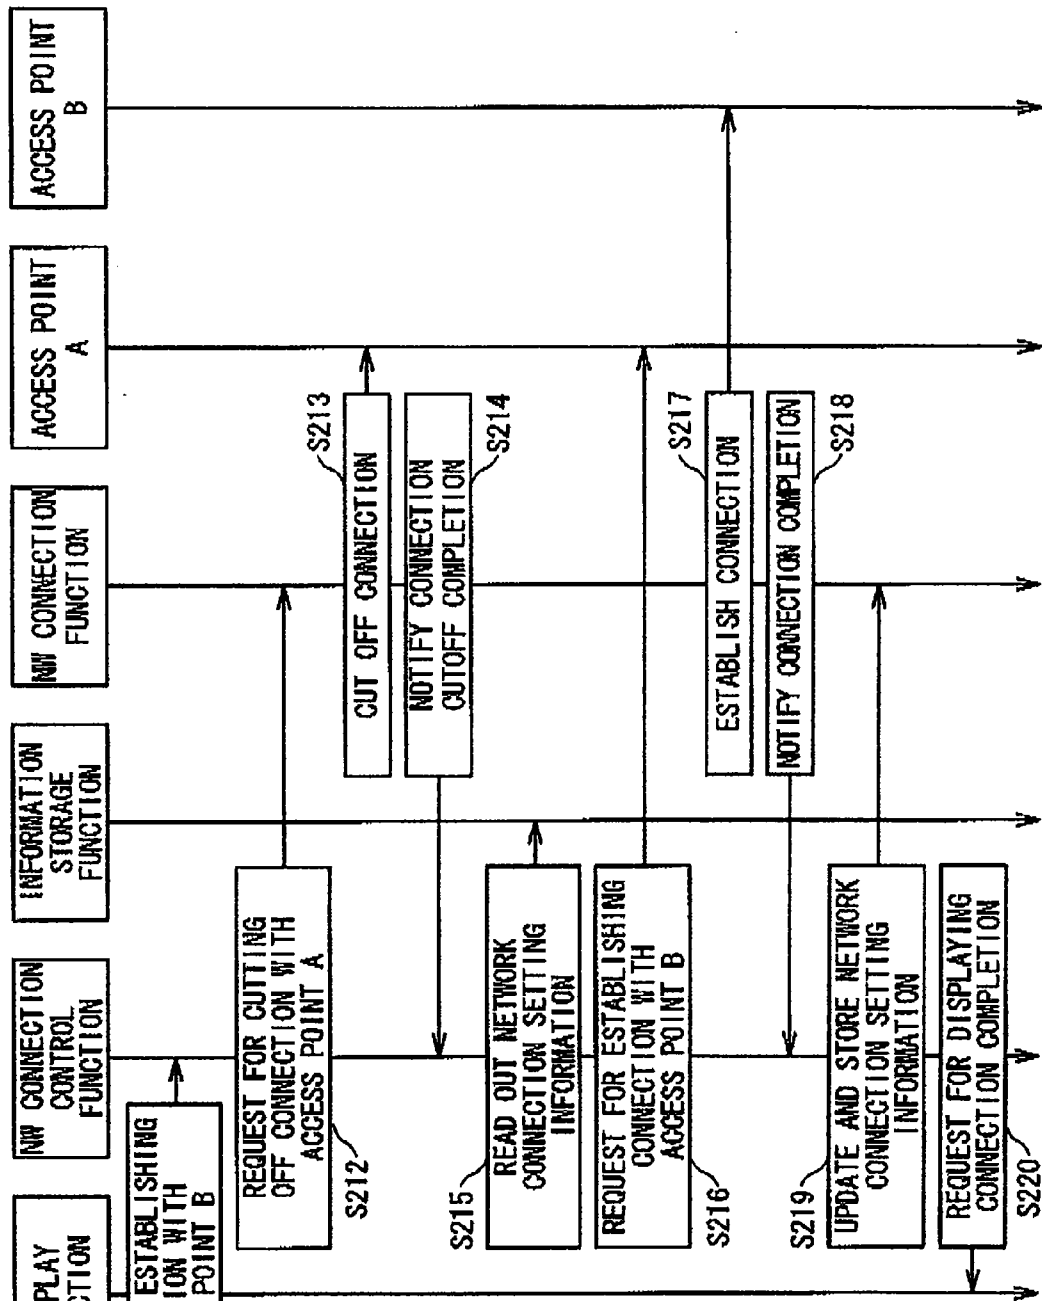 PLAY
CTION
NW CONNECTION
CONTROL
FUNCTION
INFORMATION
STORAGE
FUNCTION
NW CONNECTION
FUNCTION
ACCESS POINT
A
ACCESS POINT
B
ESTABLISHING
ION WITH
POINT B
REQUEST FOR CUTTING
OFF CONNECTION WITH
ACCESS POINT A
S212
CUT OFF CONNECTION
S213
NOTIFY CONNECTION
CUTOFF COMPLETION
S214
S215
READ OUT NETWORK
CONNECTION SETTING
INFORMATION
REQUEST FOR ESTABLISHING
CONNECTION WITH
ACCESS POINT B
S216
ESTABLISH CONNECTION
S217
NOTIFY CONNECTION COMPLETION
S218
S219
UPDATE AND STORE NETWORK
CONNECTION SETTING
INFORMATION
REQUEST FOR DISPLAYING
CONNECTION COMPLETION
S220